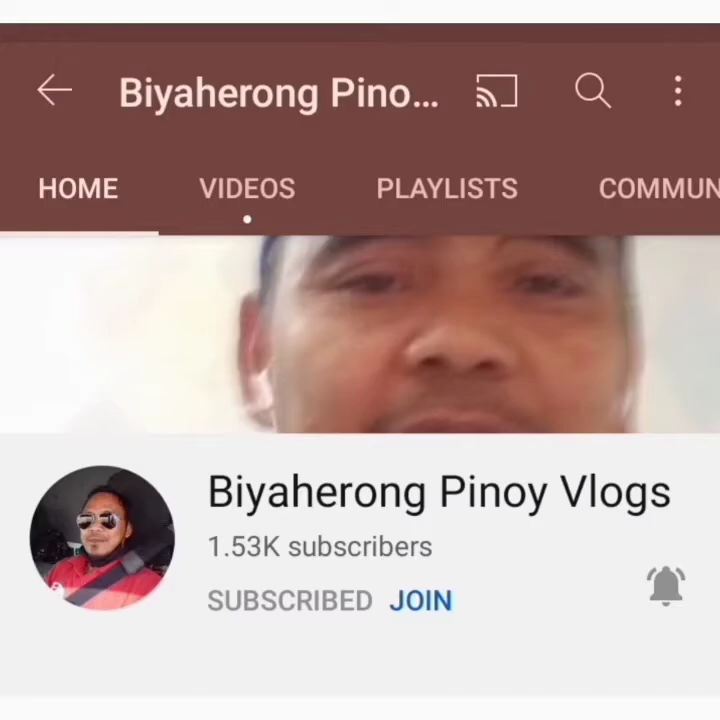 Biyaherong Pino...
HOME VIDEOS PLAYLISTS COMMUN
Biyaherong Pinoy Vlogs
1.53K subscribers
SUBSCRIBED JOIN